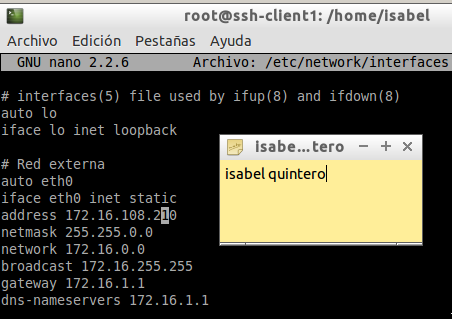 root@ssh-client1: /home/isabel
Archivo Edición Pestañas Ayuda
GNU nano 2.2.6 Archivo: /etc/network/interfaces
# interfaces(5) file used by ifup(8) and ifdown(8)
auto lo
iface lo inet loopback
# Red externa
auto eth0
iface eth0 inet static
address 172.16.108.210
netmask 255.255.0.0
network 172.16.0.0
broadcast 172.16.255.255
gateway 172.16.1.1
dns-nameservers 172.16.1.1
isabe...tero
isabel quintero